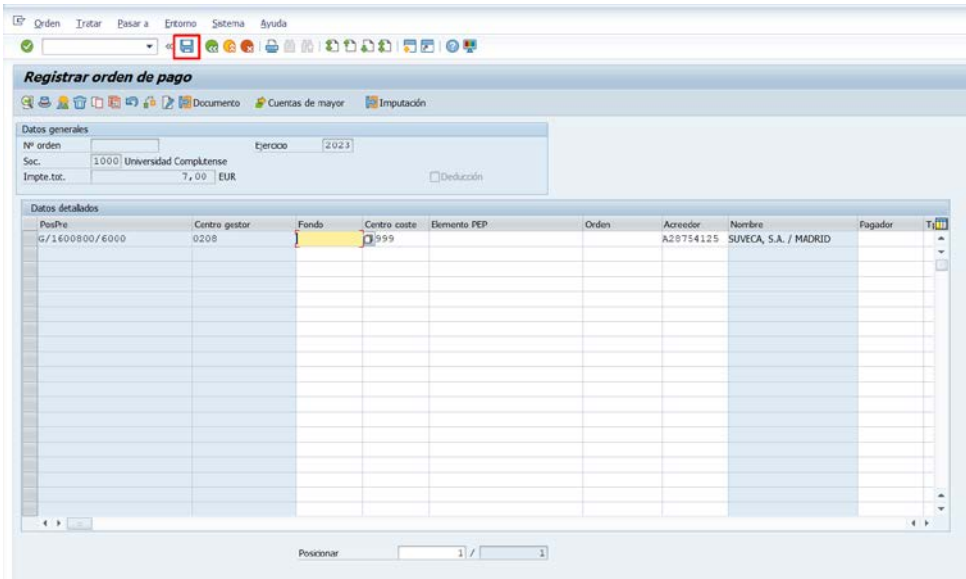 Orden Tratar Pasar a Entorno Sistema Ayuda
Registrar orden de pago
Documento Cuentas de mayor Imputación
Datos generales
Nº orden Ejercicio 2023
Soc. 1000 Universidad Complutense
Impte.tot. 7,00 EUR Deducción
Datos detallados
PosPre Centro gestor Fondo Centro coste Elemento PEP Orden Acreedor Nombre Pagador
G/1600800/6000 0208 999 A28754125 SUVECA, S.A. / MADRID
Posicionar 1 / 1